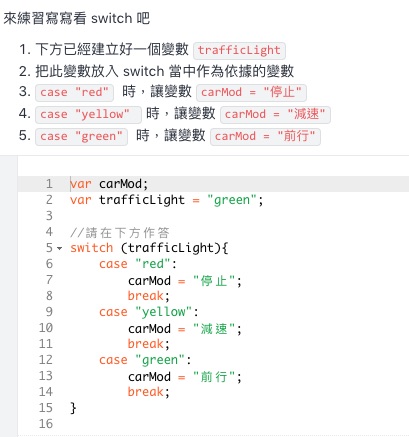 來練習寫寫看 switch 吧
1. 下方已經建立好一個變數 trafficLight
2. 把此變數放入 switch 當中作為依據的變數
3. case "red" 時，讓變數 carMod = "停止"
4. case "yellow" 時，讓變數 carMod = "減速"
5. case "green" 時，讓變數 carMod = "前行"
1 var carMod;
2 var trafficLight = "green";
3
4 //請在下方作答
5 switch (trafficLight){
6 case "red":
7 carMod = "停止";
8 break;
9 case "yellow":
10 carMod = "減速";
11 break;
12 case "green":
13 carMod = "前行";
14 break;
15 }
16